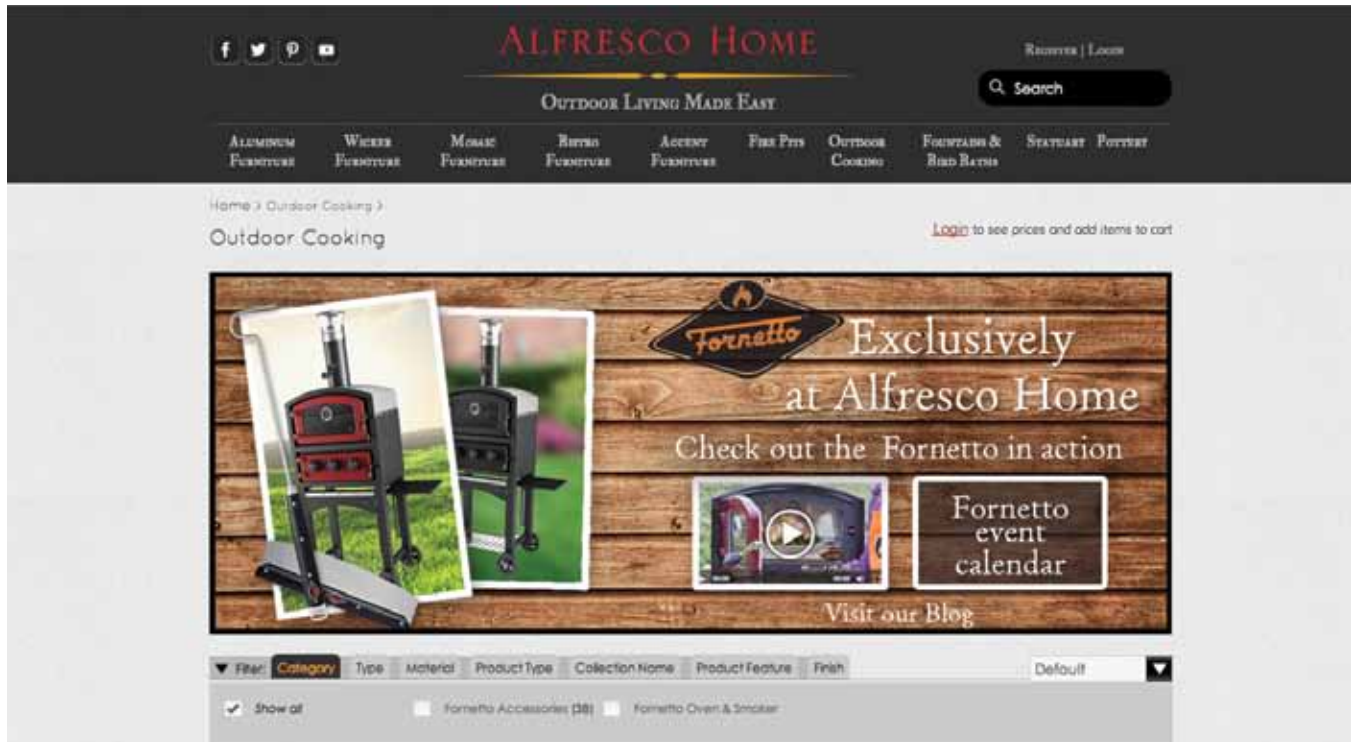 f
ALFRESCO HOME
REGISTER | LOGIN
Search
OUTDOOR LIVING MADE EASY
ALUMINUM FURNITURE
WICKER FURNITURE
MOSAIC FURNITURE
BISTRO FURNITURE
ACCENT FURNITURE
FIRE PITS
OUTDOOR COOKING
FOUNTAINS & BIRD BATHS
STATUARY
POTTERY
Home > Outdoor Cooking >
Outdoor Cooking
Login to see prices and add items to cart
Fornetto
Exclusively
at Alfresco Home
Check out the Fornetto in action
Fornetto
event
calendar
Visit our Blog
Filter: Category Type Material Product Type Collection Name Product Feature Finish Default
Show all Fornetto Accessories (38) Fornetto Oven & Smoker